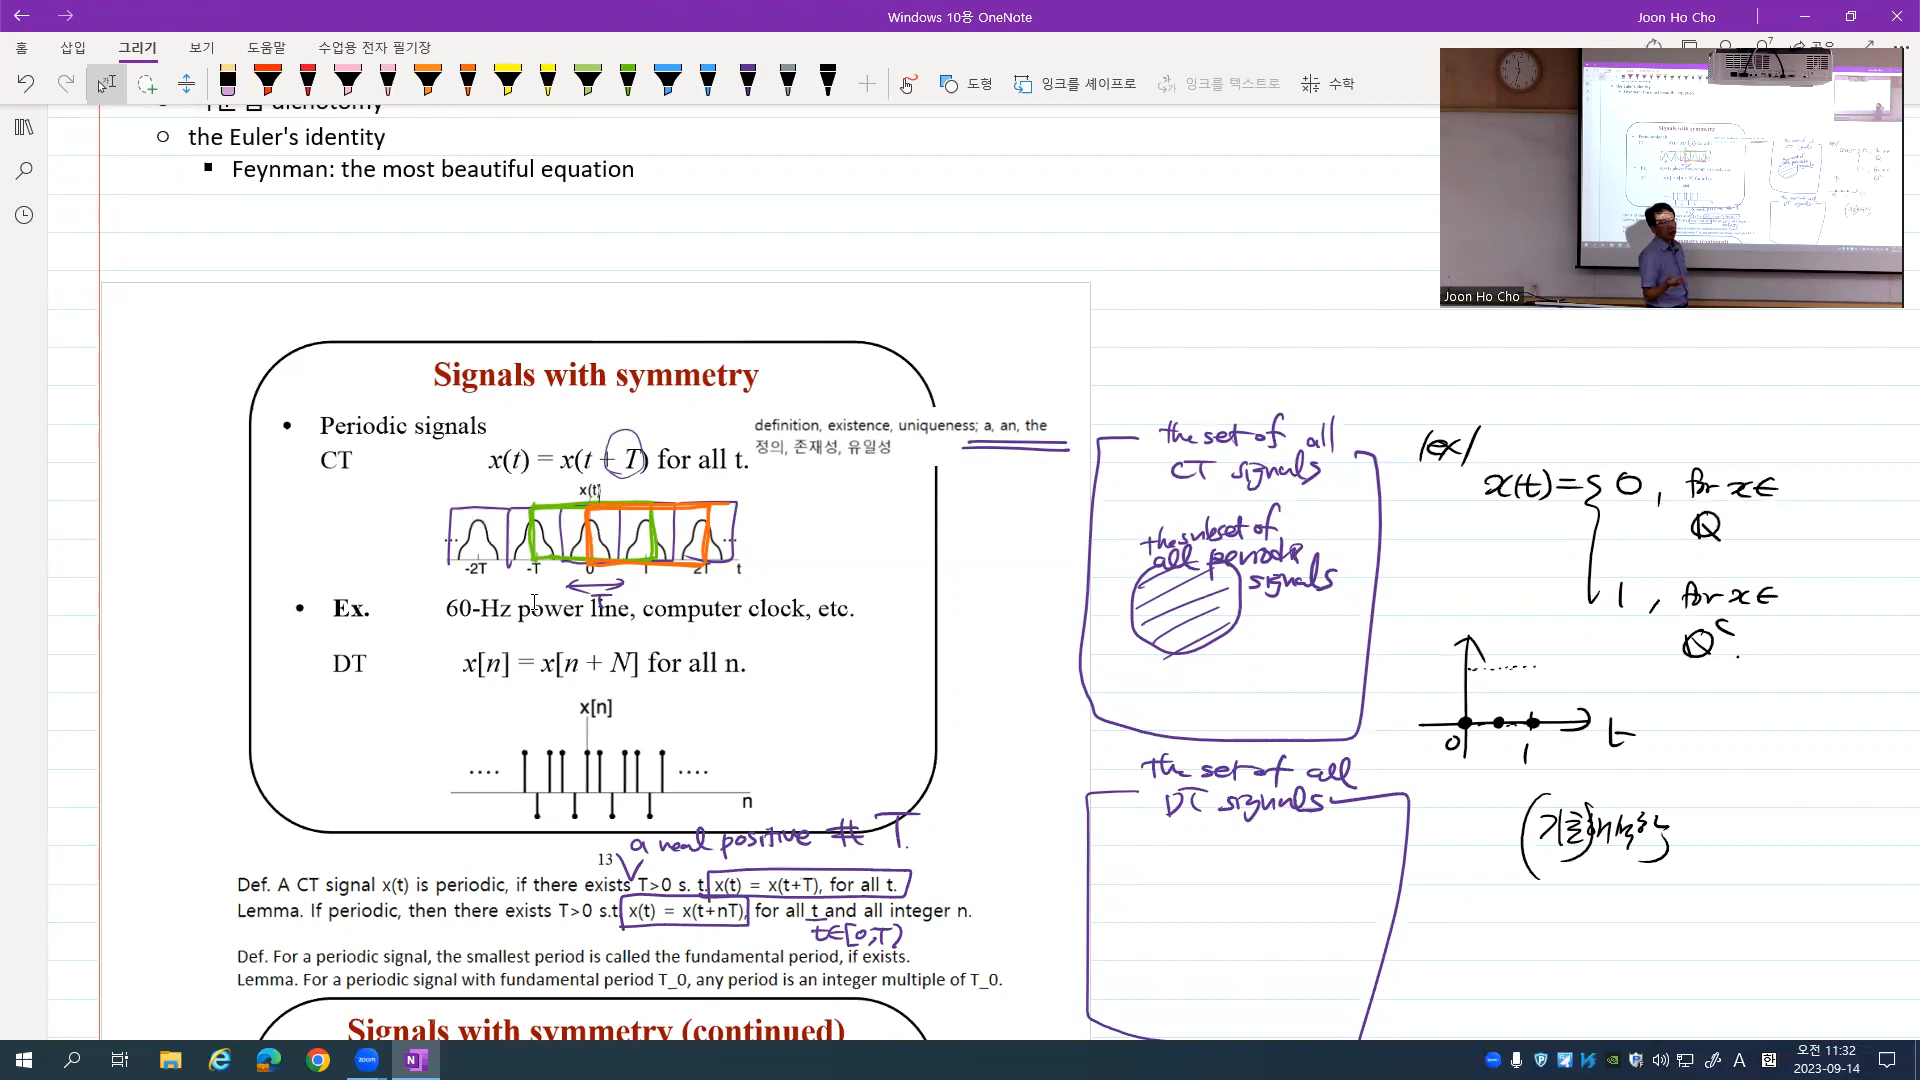 Windows 10용 OneNote
Joon Ho Cho
홈 삽입 그리기 보기 도움말 수업용 전자 필기장
공유
도형 잉크를 셰이프로 잉크를 텍스트로 수학
dichotomy
the Euler's identity
Feynman: the most beautiful equation
Joon Ho Cho
Signals with symmetry
• Periodic signals
definition, existence, uniqueness; a, an, the
정의, 존재성, 유일성
CT x(t) = x(t + T) for all t.
x(t)
-2T -T 0 2T t
T
• Ex. 60-Hz power line, computer clock, etc.
DT x[n] = x[n + N] for all n.
x[n]
.... ....
n
a real positive # T.
13
Def. A CT signal x(t) is periodic, if there exists T>0 s. t. x(t) = x(t+T), for all t.
Lemma. If periodic, then there exists T>0 s.t. x(t) = x(t+nT), for all t and all integer n.
t∈[0,T)
Def. For a periodic signal, the smallest period is called the fundamental period, if exists.
Lemma. For a periodic signal with fundamental period T_0, any period is an integer multiple of T_0.
Signals with symmetry (continued)
the set of all
CT signals
the subset of
all periodic
signals
the set of all
DT signals
ex)
x(t)= { 0, for x∈
Q
1, for x∈
Qᶜ.
0 1 t
오전 11:32
2023-09-14